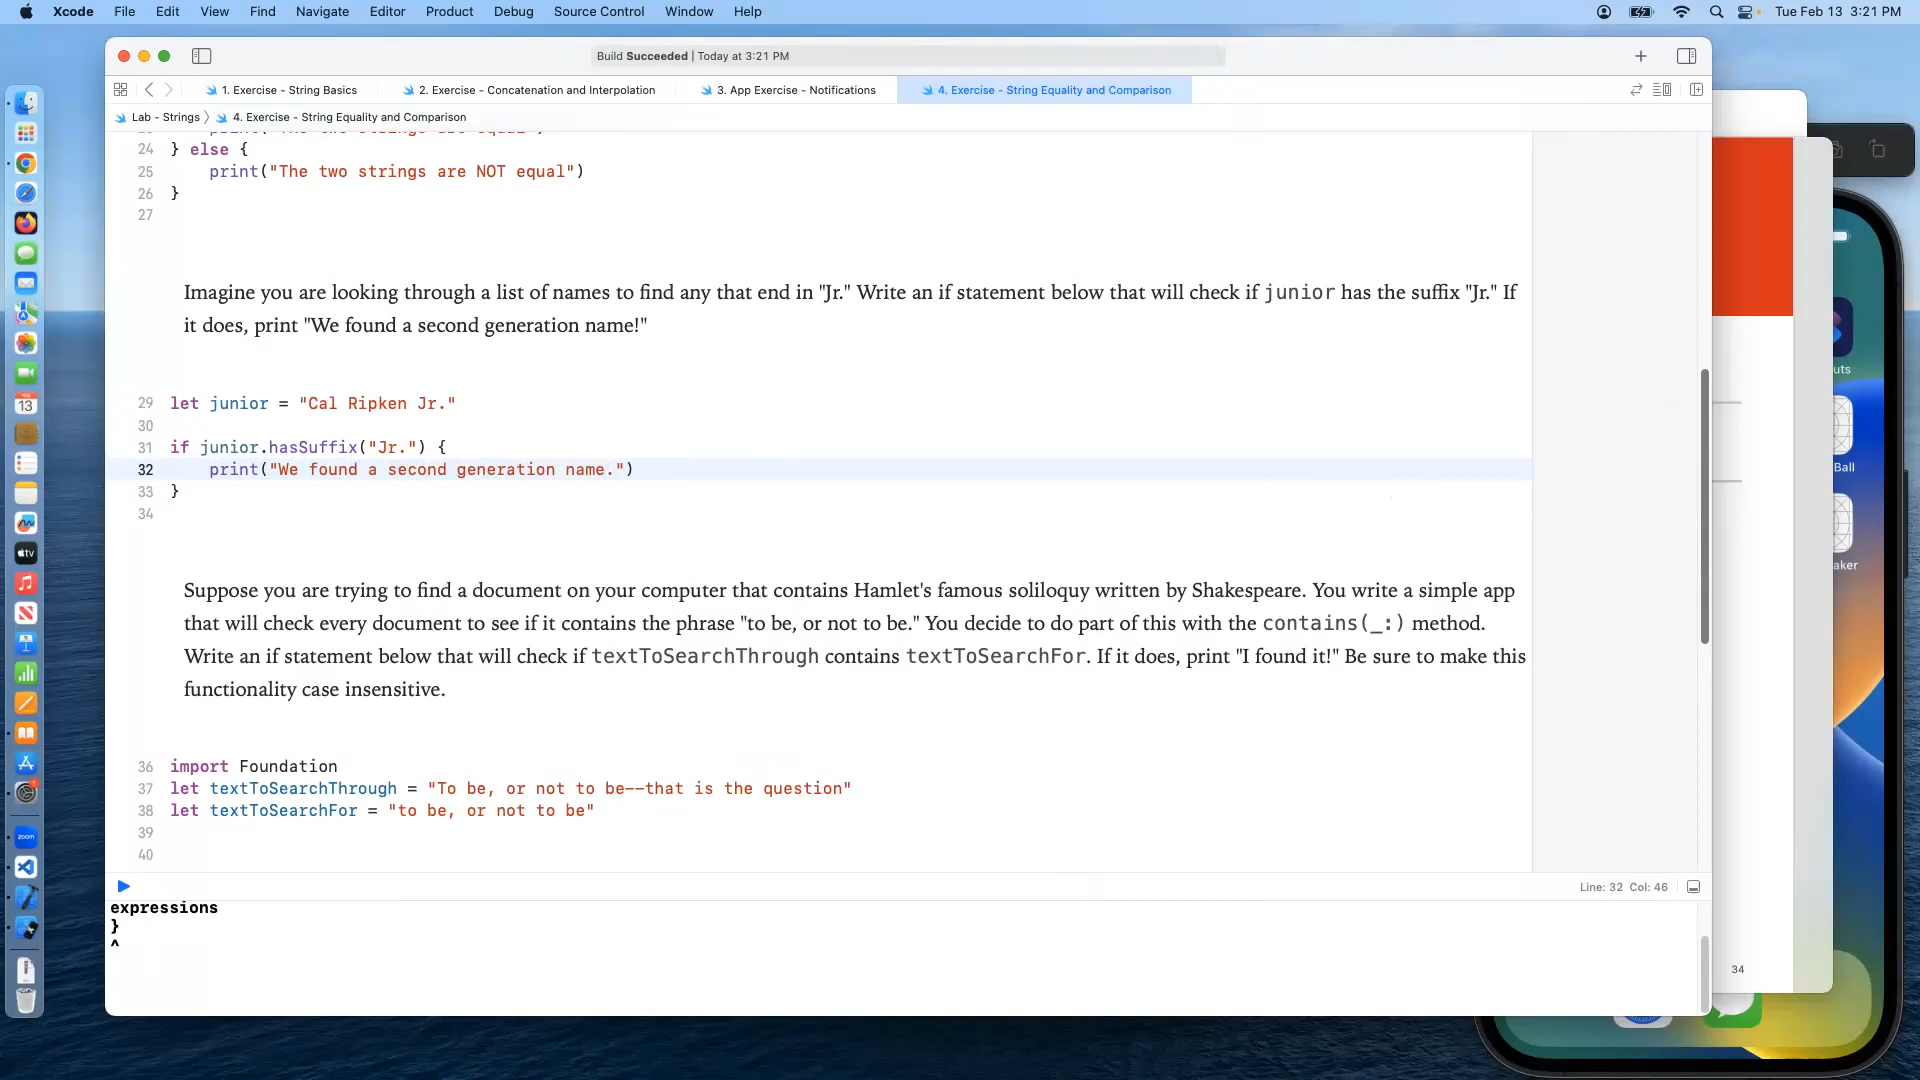 Xcode File Edit View Find Navigate Editor Product Debug Source Control Window Help Tue Feb 13 3:21 PM
Build Succeeded | Today at 3:21 PM
1. Exercise - String Basics 2. Exercise - Concatenation and Interpolation 3. App Exercise - Notifications 4. Exercise - String Equality and Comparison
Lab - Strings 4. Exercise - String Equality and Comparison
24 } else {
25 print("The two strings are NOT equal")
26 }
27
Imagine you are looking through a list of names to find any that end in "Jr." Write an if statement below that will check if junior has the suffix "Jr." If
it does, print "We found a second generation name!"
29 let junior = "Cal Ripken Jr."
30
31 if junior.hasSuffix("Jr.") {
32 print("We found a second generation name.")
33 }
34
Suppose you are trying to find a document on your computer that contains Hamlet's famous soliloquy written by Shakespeare. You write a simple app
that will check every document to see if it contains the phrase "to be, or not to be." You decide to do part of this with the contains(_:) method.
Write an if statement below that will check if textToSearchThrough contains textToSearchFor. If it does, print "I found it!" Be sure to make this
functionality case insensitive.
36 import Foundation
37 let textToSearchThrough = "To be, or not to be--that is the question"
38 let textToSearchFor = "to be, or not to be"
39
40
Line: 32 Col: 46
expressions
}
^
uts
Ball
aker
34
13
zoom
tv